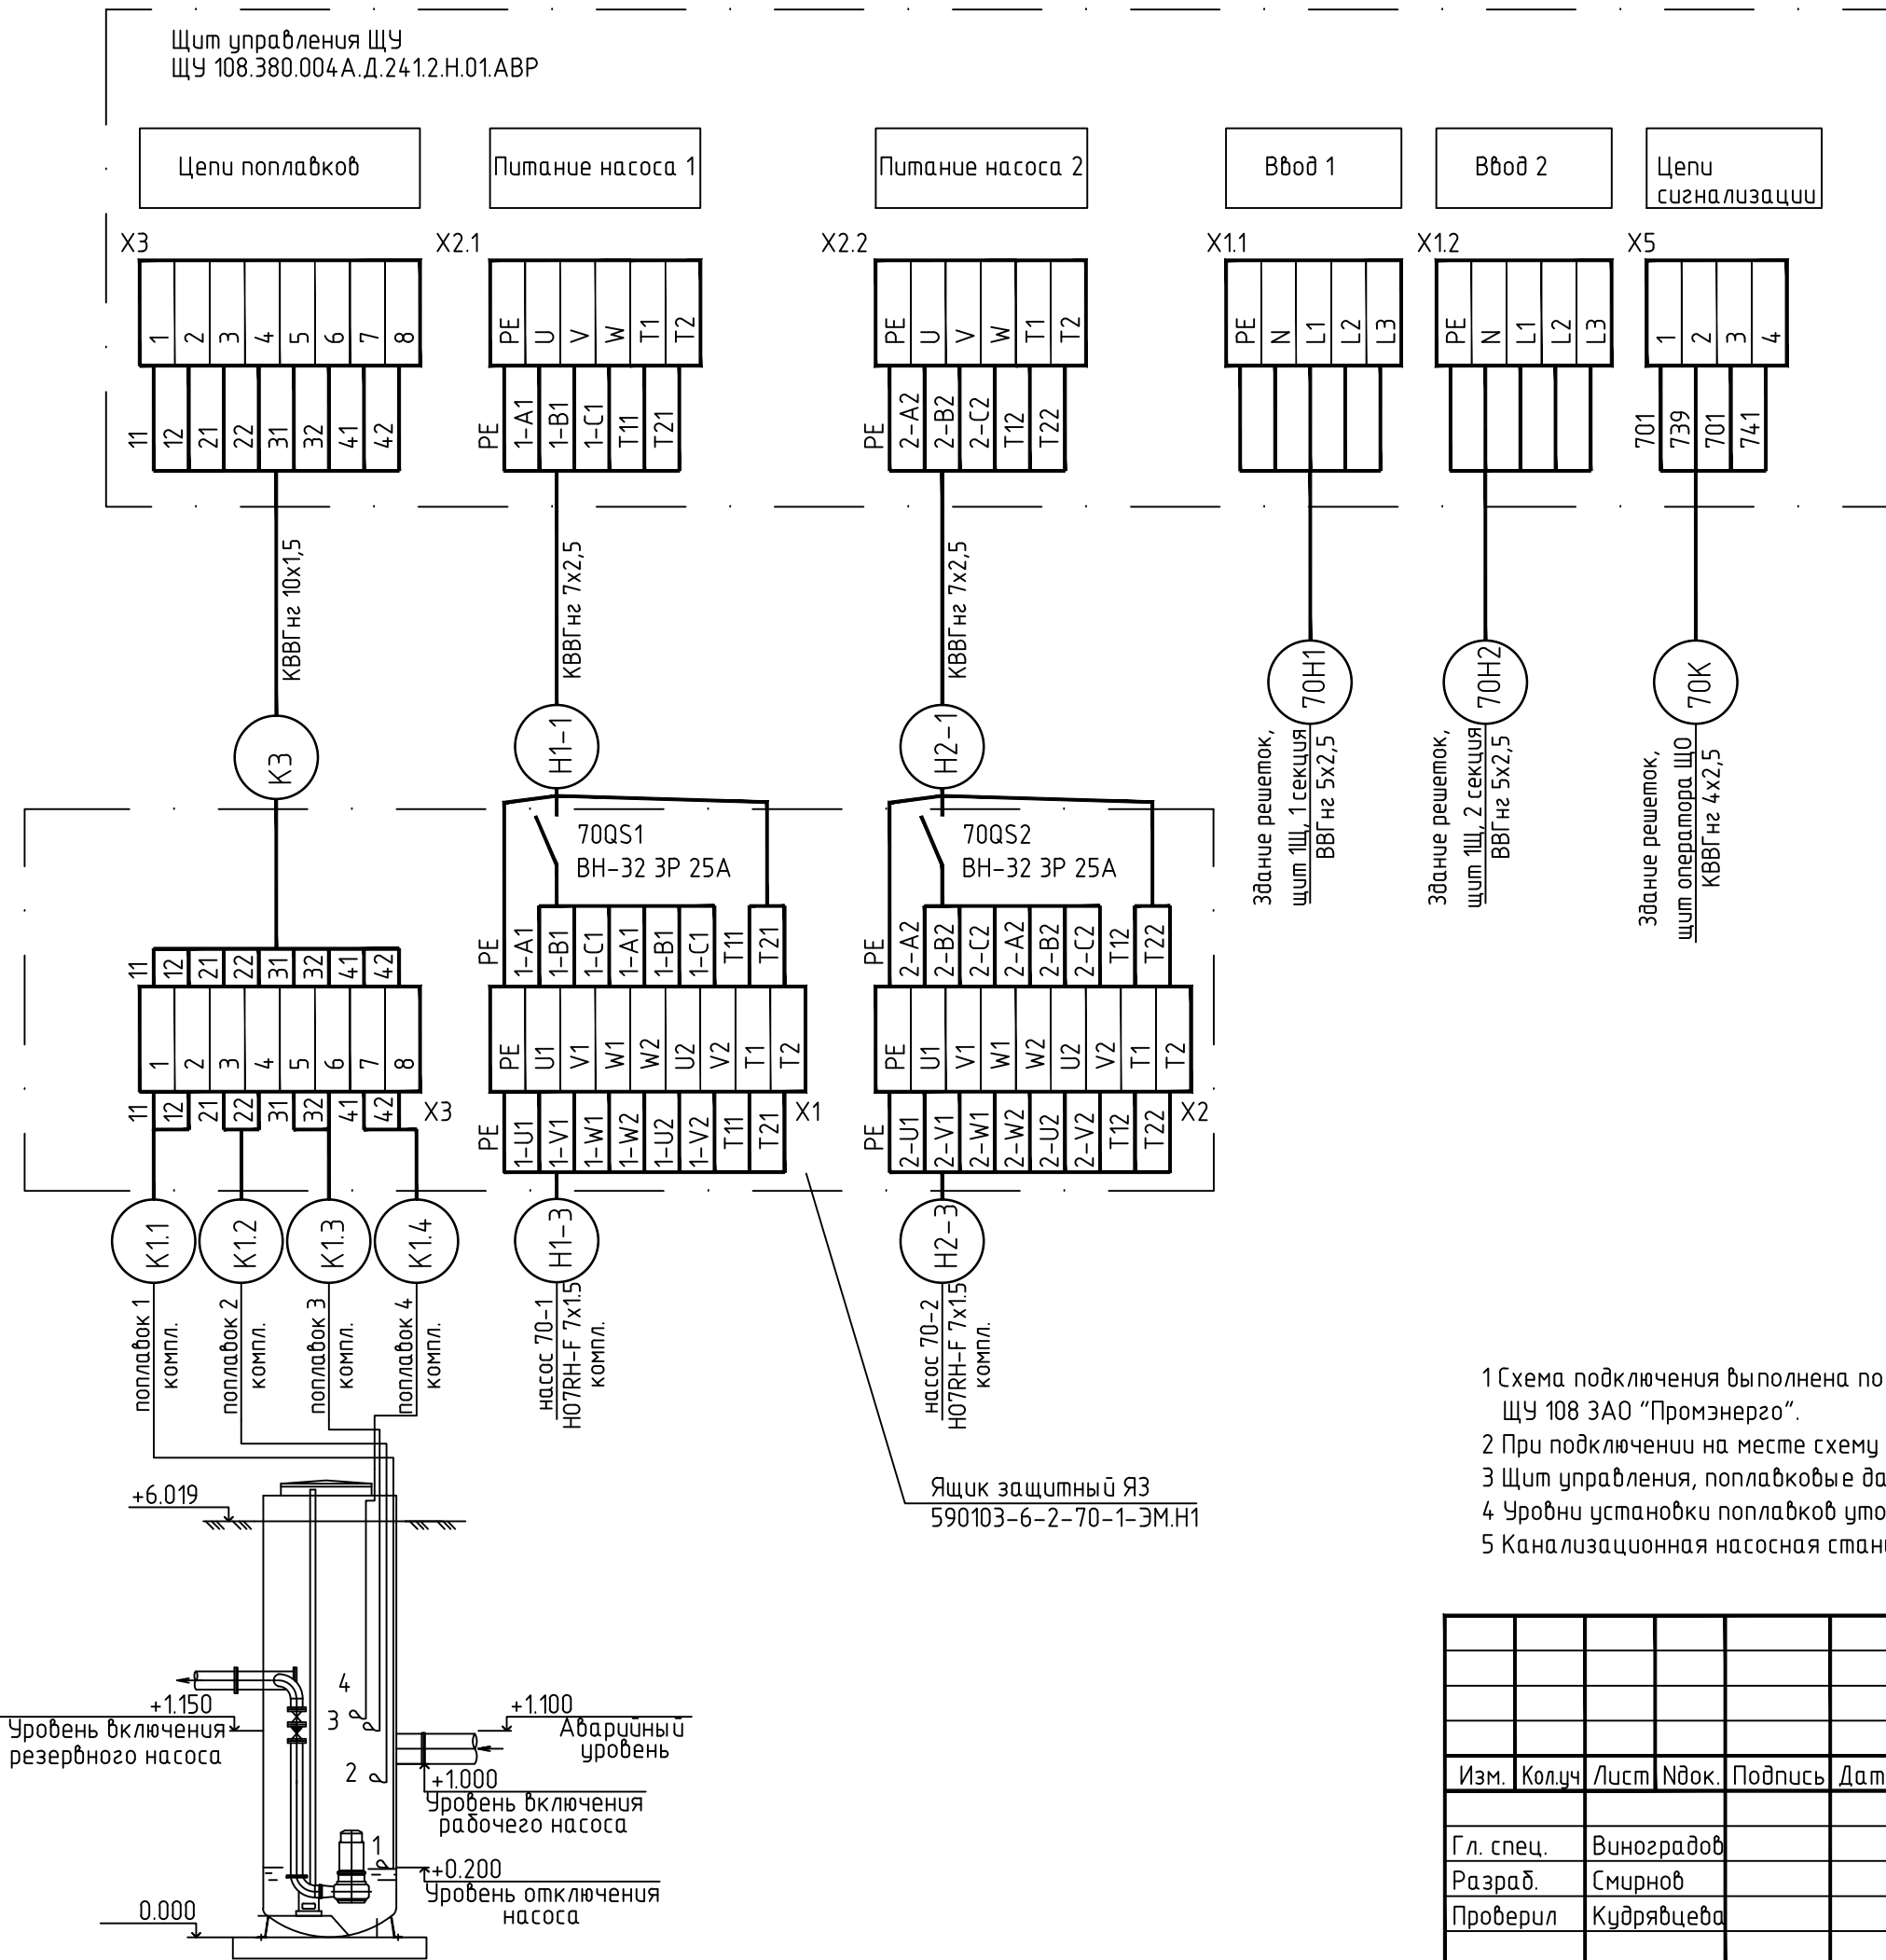 Щит управления ЩУ
ЩУ 108.380.004А.Д.241.2.Н.01.АВР
Цепи поплавков
Питание насоса 1
Питание насоса 2
Ввод 1
Ввод 2
Цепи
сигнализации
X3
X2.1
X2.2
X1.1
X1.2
X5
1 2 3 4 5 6 7 8
PE U V W T1 T2
PE U V W T1 T2
PE N L1 L2 L3
PE N L1 L2 L3
1 2 3 4
11 12 21 22 31 32 41 42
PE 1-A1 1-B1 1-C1 T11 T21
PE 2-A2 2-B2 2-C2 T12 T22
701 739 701 741
КВВГнг 10х1,5
КВВГнг 7х2,5
КВВГнг 7х2,5
К3
Н1-1
Н2-1
70Н1
70Н2
70К
Здание решеток,
щит 1Щ, 1 секция
ВВГнг 5х2,5
Здание решеток,
щит 1Щ, 2 секция
ВВГнг 5х2,5
Здание решеток,
щит оператора ЩО
КВВГнг 4х2,5
70QS1
ВН-32 3Р 25А
70QS2
ВН-32 3Р 25А
11 12 21 22 31 32 41 42
PE 1-A1 1-B1 1-C1 1-A1 1-B1 1-C1 T11 T21
PE 2-A2 2-B2 2-C2 2-A2 2-B2 2-C2 T12 T22
1 2 3 4 5 6 7 8
PE U1 V1 W1 W2 U2 V2 T1 T2
PE U1 V1 W1 W2 U2 V2 T1 T2
11 12 21 22 31 32 41 42
X3
PE 1-U1 1-V1 1-W1 1-W2 1-U2 1-V2 T11 T21
X1
PE 2-U1 2-V1 2-W1 2-W2 2-U2 2-V2 T12 T22
X2
К1.1
К1.2
К1.3
К1.4
Н1-3
Н2-3
поплавок 1
компл.
поплавок 2
компл.
поплавок 3
компл.
поплавок 4
компл.
насос 70-1
H07RH-F 7x1.5
компл.
насос 70-2
H07RH-F 7x1.5
компл.
Ящик защитный ЯЗ
590103-6-2-70-1-ЭМ.Н1
1 Схема подключения выполнена по
ЩУ 108 ЗАО "Промэнерго".
2 При подключении на месте схему
3 Щит управления, поплавковые да
4 Уровни установки поплавков уто
5 Канализационная насосная стан
+6.019
4
3
2
1
+1.150
Уровень включения
резервного насоса
+1.100
Аварийный
уровень
+1.000
Уровень включения
рабочего насоса
+0.200
Уровень отключения
насоса
0.000
Изм. Кол.уч Лист Nдок. Подпись Дат
Гл. спец. Виноградов
Разраб. Смирнов
Проверил Кудрявцева